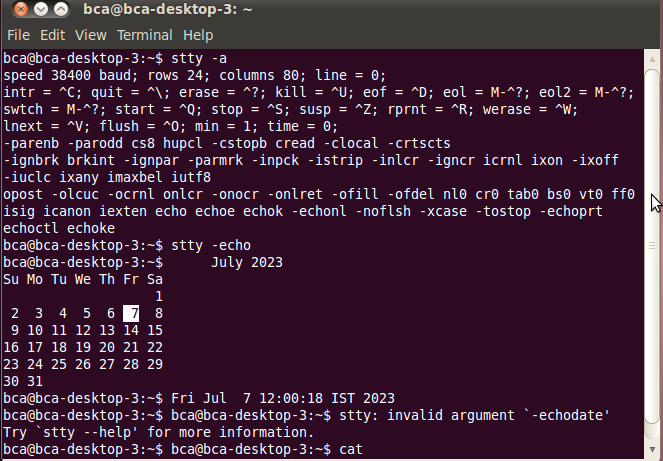 bca@bca-desktop-3: ~
File Edit View Terminal Help
bca@bca-desktop-3:~$ stty -a
speed 38400 baud; rows 24; columns 80; line = 0;
intr = ^C; quit = ^\; erase = ^?; kill = ^U; eof = ^D; eol = M-^?; eol2 = M-^?;
swtch = M-^?; start = ^Q; stop = ^S; susp = ^Z; rprnt = ^R; werase = ^W;
lnext = ^V; flush = ^O; min = 1; time = 0;
-parenb -parodd cs8 hupcl -cstopb cread -clocal -crtscts
-ignbrk brkint -ignpar -parmrk -inpck -istrip -inlcr -igncr icrnl ixon -ixoff
-iuclc ixany imaxbel iutf8
opost -olcuc -ocrnl onlcr -onocr -onlret -ofill -ofdel nl0 cr0 tab0 bs0 vt0 ff0
isig icanon iexten echo echoe echok -echonl -noflsh -xcase -tostop -echoprt
echoctl echoke
bca@bca-desktop-3:~$ stty -echo
bca@bca-desktop-3:~$      July 2023
Su Mo Tu We Th Fr Sa
                   1
 2  3  4  5  6  7  8
 9 10 11 12 13 14 15
16 17 18 19 20 21 22
23 24 25 26 27 28 29
30 31
bca@bca-desktop-3:~$ Fri Jul  7 12:00:18 IST 2023
bca@bca-desktop-3:~$ bca@bca-desktop-3:~$ stty: invalid argument `-echodate'
Try `stty --help' for more information.
bca@bca-desktop-3:~$ bca@bca-desktop-3:~$ cat